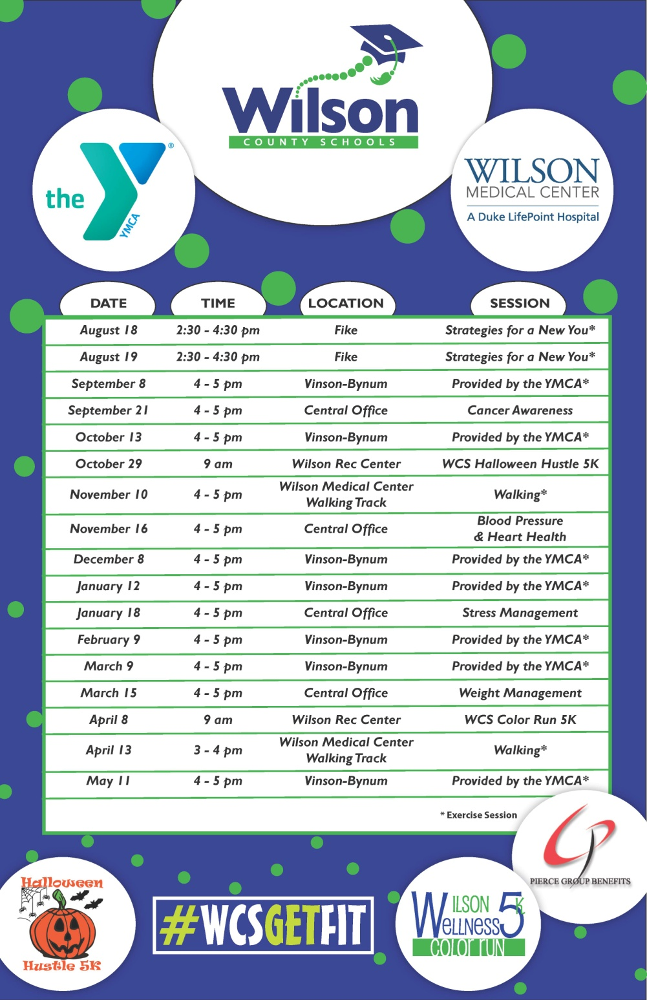 Wilson
COUNTY SCHOOLS
the
YMCA
®
WILSON
MEDICAL CENTER
A Duke LifePoint Hospital
DATE TIME LOCATION SESSION
August 18 2:30 - 4:30 pm Fike Strategies for a New You*
August 19 2:30 - 4:30 pm Fike Strategies for a New You*
September 8 4 - 5 pm Vinson-Bynum Provided by the YMCA*
September 21 4 - 5 pm Central Office Cancer Awareness
October 13 4 - 5 pm Vinson-Bynum Provided by the YMCA*
October 29 9 am Wilson Rec Center WCS Halloween Hustle 5K
November 10 4 - 5 pm Wilson Medical Center
Walking Track Walking*
November 16 4 - 5 pm Central Office Blood Pressure
& Heart Health
December 8 4 - 5 pm Vinson-Bynum Provided by the YMCA*
January 12 4 - 5 pm Vinson-Bynum Provided by the YMCA*
January 18 4 - 5 pm Central Office Stress Management
February 9 4 - 5 pm Vinson-Bynum Provided by the YMCA*
March 9 4 - 5 pm Vinson-Bynum Provided by the YMCA*
March 15 4 - 5 pm Central Office Weight Management
April 8 9 am Wilson Rec Center WCS Color Run 5K
April 13 3 - 4 pm Wilson Medical Center
Walking Track Walking*
May 11 4 - 5 pm Vinson-Bynum Provided by the YMCA*
* Exercise Session
PIERCE GROUP BENEFITS
Halloween
Hustle 5K
#WCSGETFIT
WILSON
WELLNESS 5K
COLOR RUN